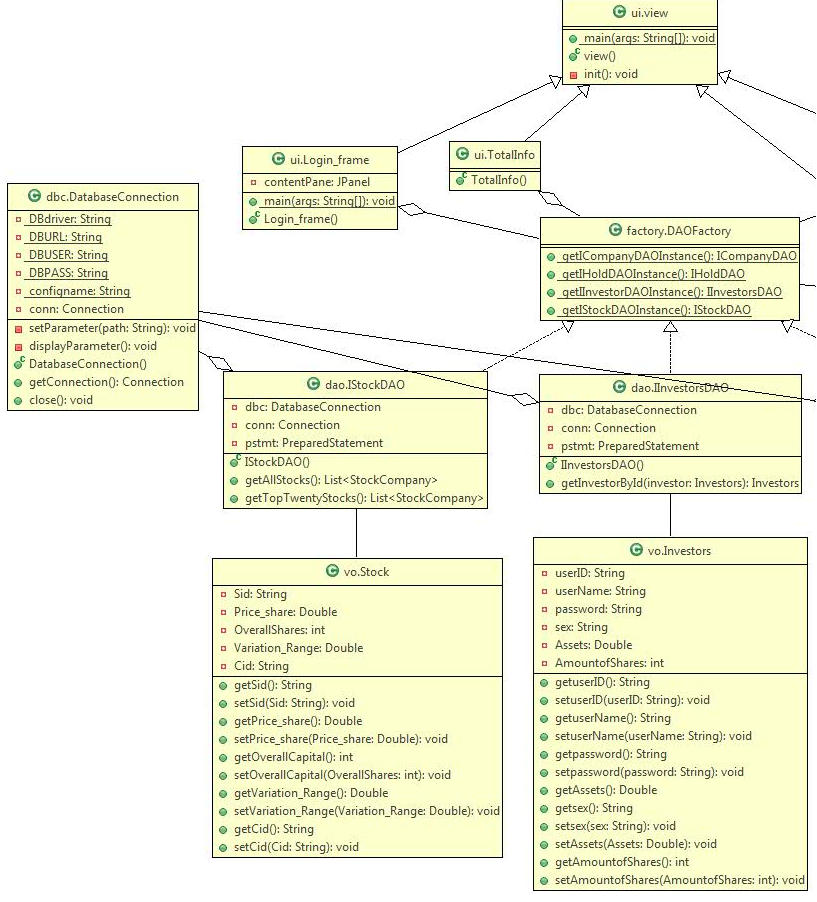 ui.view
main(args: String[]): void
view()
init(): void
ui.Login_frame
contentPane: JPanel
main(args: String[]): void
Login_frame()
ui.TotalInfo
TotalInfo()
dbc.DatabaseConnection
DBdriver: String
DBURL: String
DBUSER: String
DBPASS: String
configname: String
conn: Connection
setParameter(path: String): void
displayParameter(): void
DatabaseConnection()
getConnection(): Connection
close(): void
factory.DAOFactory
getICompanyDAOInstance(): ICompanyDAO
getIHoldDAOInstance(): IHoldDAO
getIInvestorDAOInstance(): IInvestorsDAO
getIStockDAOInstance(): IStockDAO
dao.IStockDAO
dbc: DatabaseConnection
conn: Connection
pstmt: PreparedStatement
IStockDAO()
getAllStocks(): List<StockCompany>
getTopTwentyStocks(): List<StockCompany>
dao.IInvestorsDAO
dbc: DatabaseConnection
conn: Connection
pstmt: PreparedStatement
IInvestorsDAO()
getInvestorById(investor: Investors): Investors
vo.Stock
Sid: String
Price_share: Double
OverallShares: int
Variation_Range: Double
Cid: String
getSid(): String
setSid(Sid: String): void
getPrice_share(): Double
setPrice_share(Price_share: Double): void
getOverallCapital(): int
setOverallCapital(OverallShares: int): void
getVariation_Range(): Double
setVariation_Range(Variation_Range: Double): void
getCid(): String
setCid(Cid: String): void
vo.Investors
userID: String
userName: String
password: String
sex: String
Assets: Double
AmountofShares: int
getuserID(): String
setuserID(userID: String): void
getuserName(): String
setuserName(userName: String): void
getpassword(): String
setpassword(password: String): void
getAssets(): Double
getsex(): String
setsex(sex: String): void
setAssets(Assets: Double): void
getAmountofShares(): int
setAmountofShares(AmountofShares: int): void